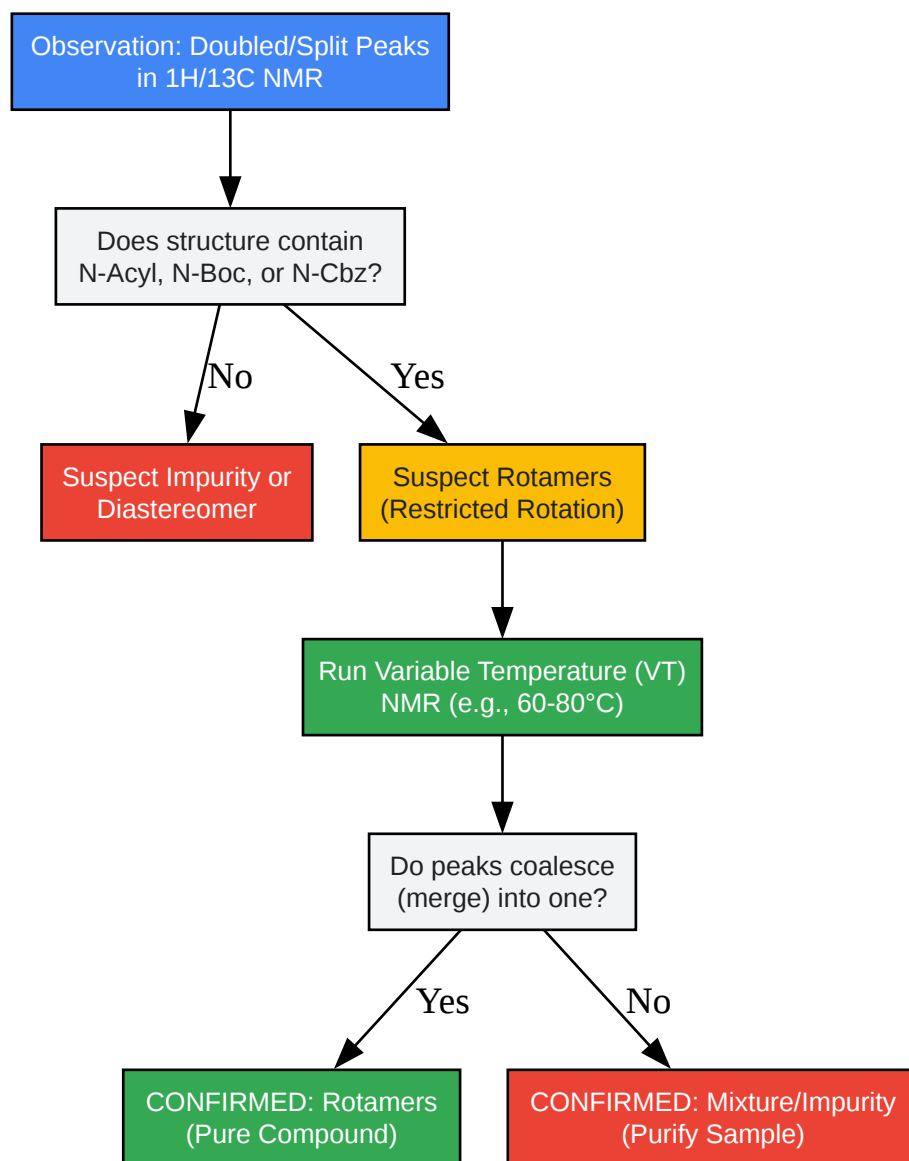 Observation: Doubled/Split Peaks
in 1H/13C NMR
Does structure contain
N-Acyl, N-Boc, or N-Cbz?
No
Yes
Suspect Impurity or
Diastereomer
Suspect Rotamers
(Restricted Rotation)
Run Variable Temperature (VT)
NMR (e.g., 60-80°C)
Do peaks coalesce
(merge) into one?
Yes
No
CONFIRMED: Rotamers
(Pure Compound)
CONFIRMED: Mixture/Impurity
(Purify Sample)